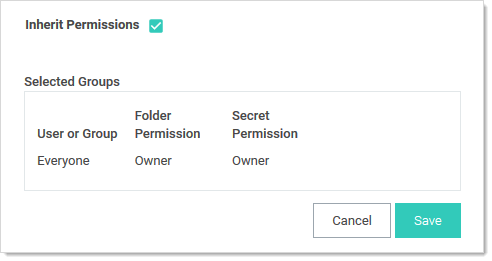 Inherit Permissions
Selected Groups
User or Group Folder Permission Secret Permission
Everyone Owner Owner
Cancel Save